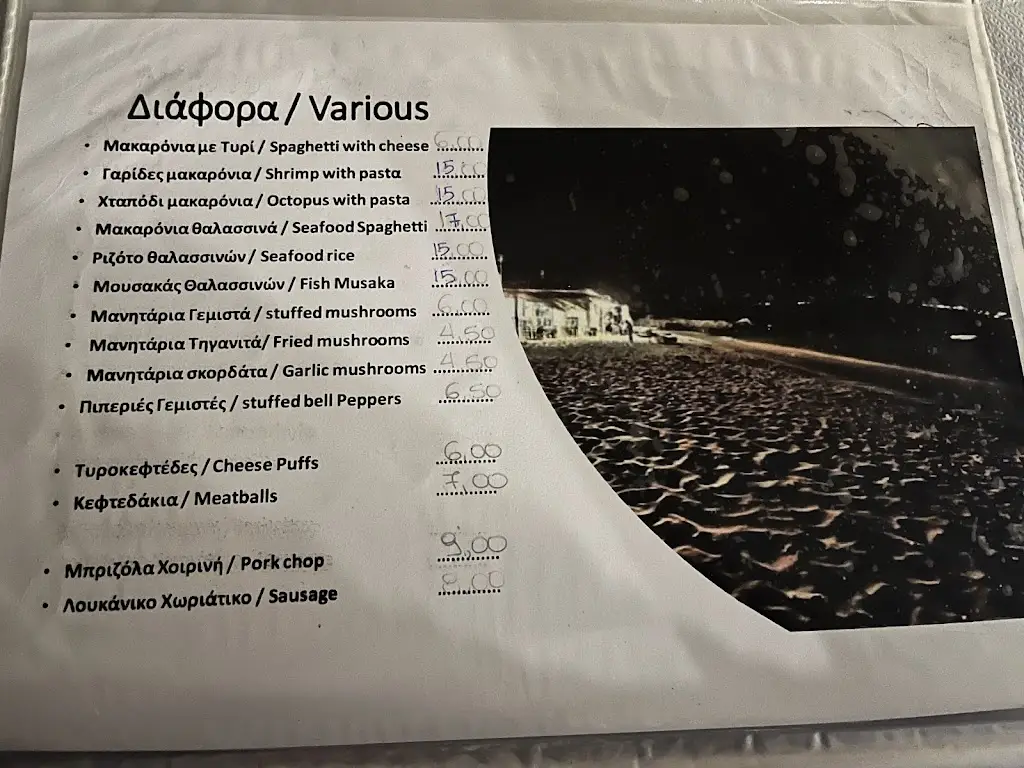 Διάφορα / Various
• Μακαρόνια με Τυρί / Spaghetti with cheese 6,00
• Γαρίδες μακαρόνια / Shrimp with pasta 15,00
• Χταπόδι μακαρόνια / Octopus with pasta 15,00
• Μακαρόνια θαλασσινά / Seafood Spaghetti 17,00
• Ριζότο θαλασσινών / Seafood rice 15,00
• Μουσακάς Θαλασσινών / Fish Musaka 15,00
• Μανητάρια Γεμιστά / stuffed mushrooms 6,00
• Μανητάρια Τηγανιτά/ Fried mushrooms 4,50
• Μανητάρια σκορδάτα / Garlic mushrooms 4,50
• Πιπεριές Γεμιστές / stuffed bell Peppers 6,50
• Τυροκεφτέδες / Cheese Puffs 6,00
• Κεφτεδάκια / Meatballs 7,00
• Μπριζόλα Χοιρινή / Pork chop 9,00
• Λουκάνικο Χωριάτικο / Sausage 8,00